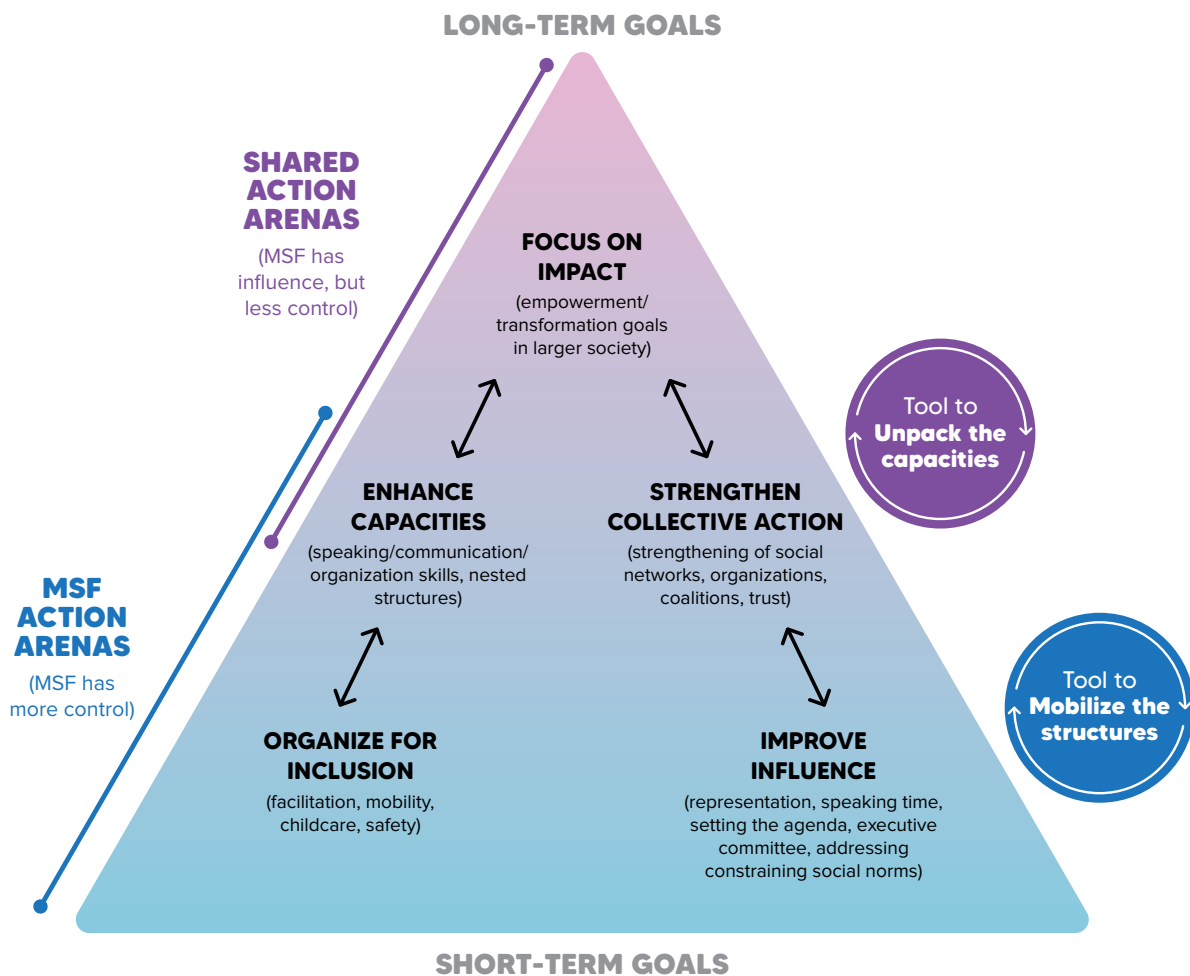 LONG-TERM GOALS
SHARED
ACTION
ARENAS
(MSF has
influence, but
less control)
FOCUS ON
IMPACT
(empowerment/
transformation goals
in larger society)
Tool to
Unpack the
capacities
ENHANCE
CAPACITIES
(speaking/communication/
organization skills, nested
structures)
STRENGTHEN
COLLECTIVE ACTION
(strengthening of social
networks, organizations,
coalitions, trust)
MSF
ACTION
ARENAS
(MSF has
more control)
Tool to
Mobilize the
structures
ORGANIZE FOR
INCLUSION
(facilitation, mobility,
childcare, safety)
IMPROVE
INFLUENCE
(representation, speaking time,
setting the agenda, executive
committee, addressing
constraining social norms)
SHORT-TERM GOALS